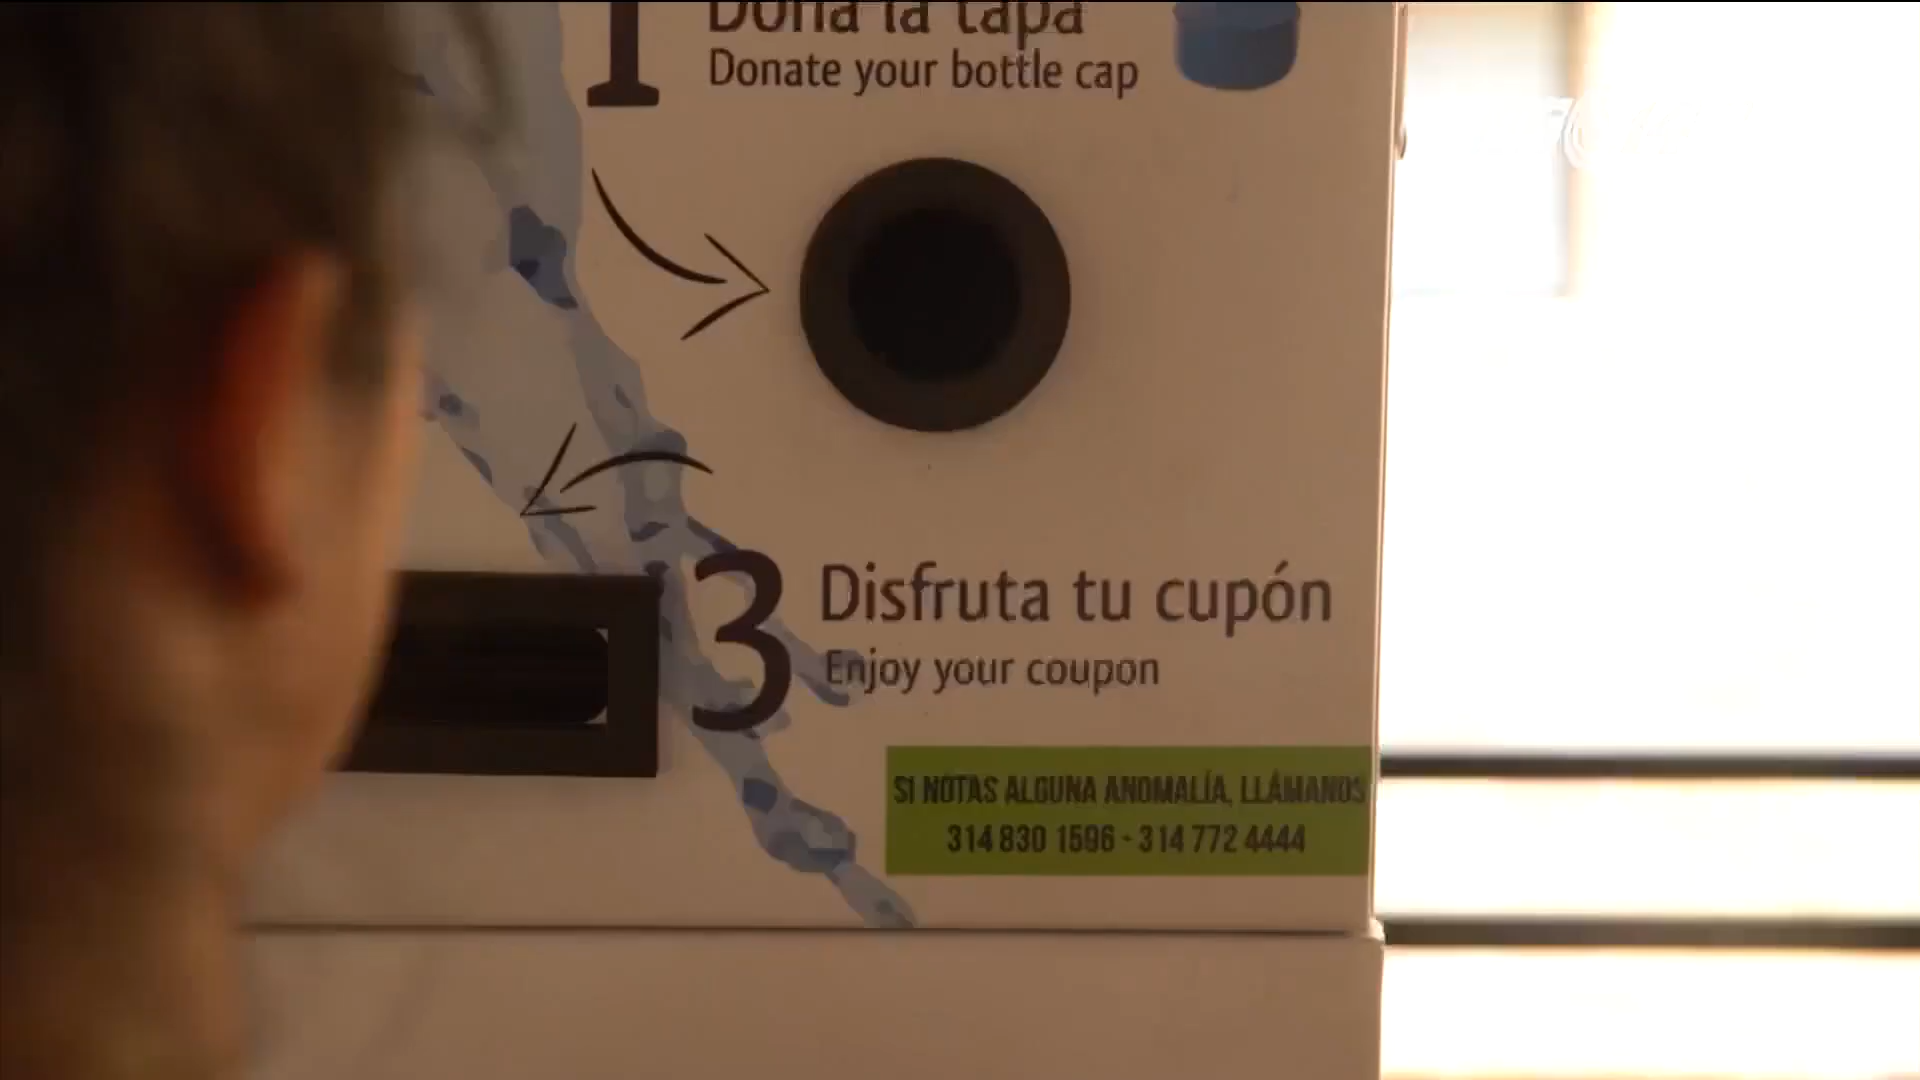 1
Dona la tapa
Donate your bottle cap
3
Disfruta tu cupón
Enjoy your coupon
SI NOTAS ALGUNA ANOMALÍA, LLÁMANOS
314 830 1596 - 314 772 4444